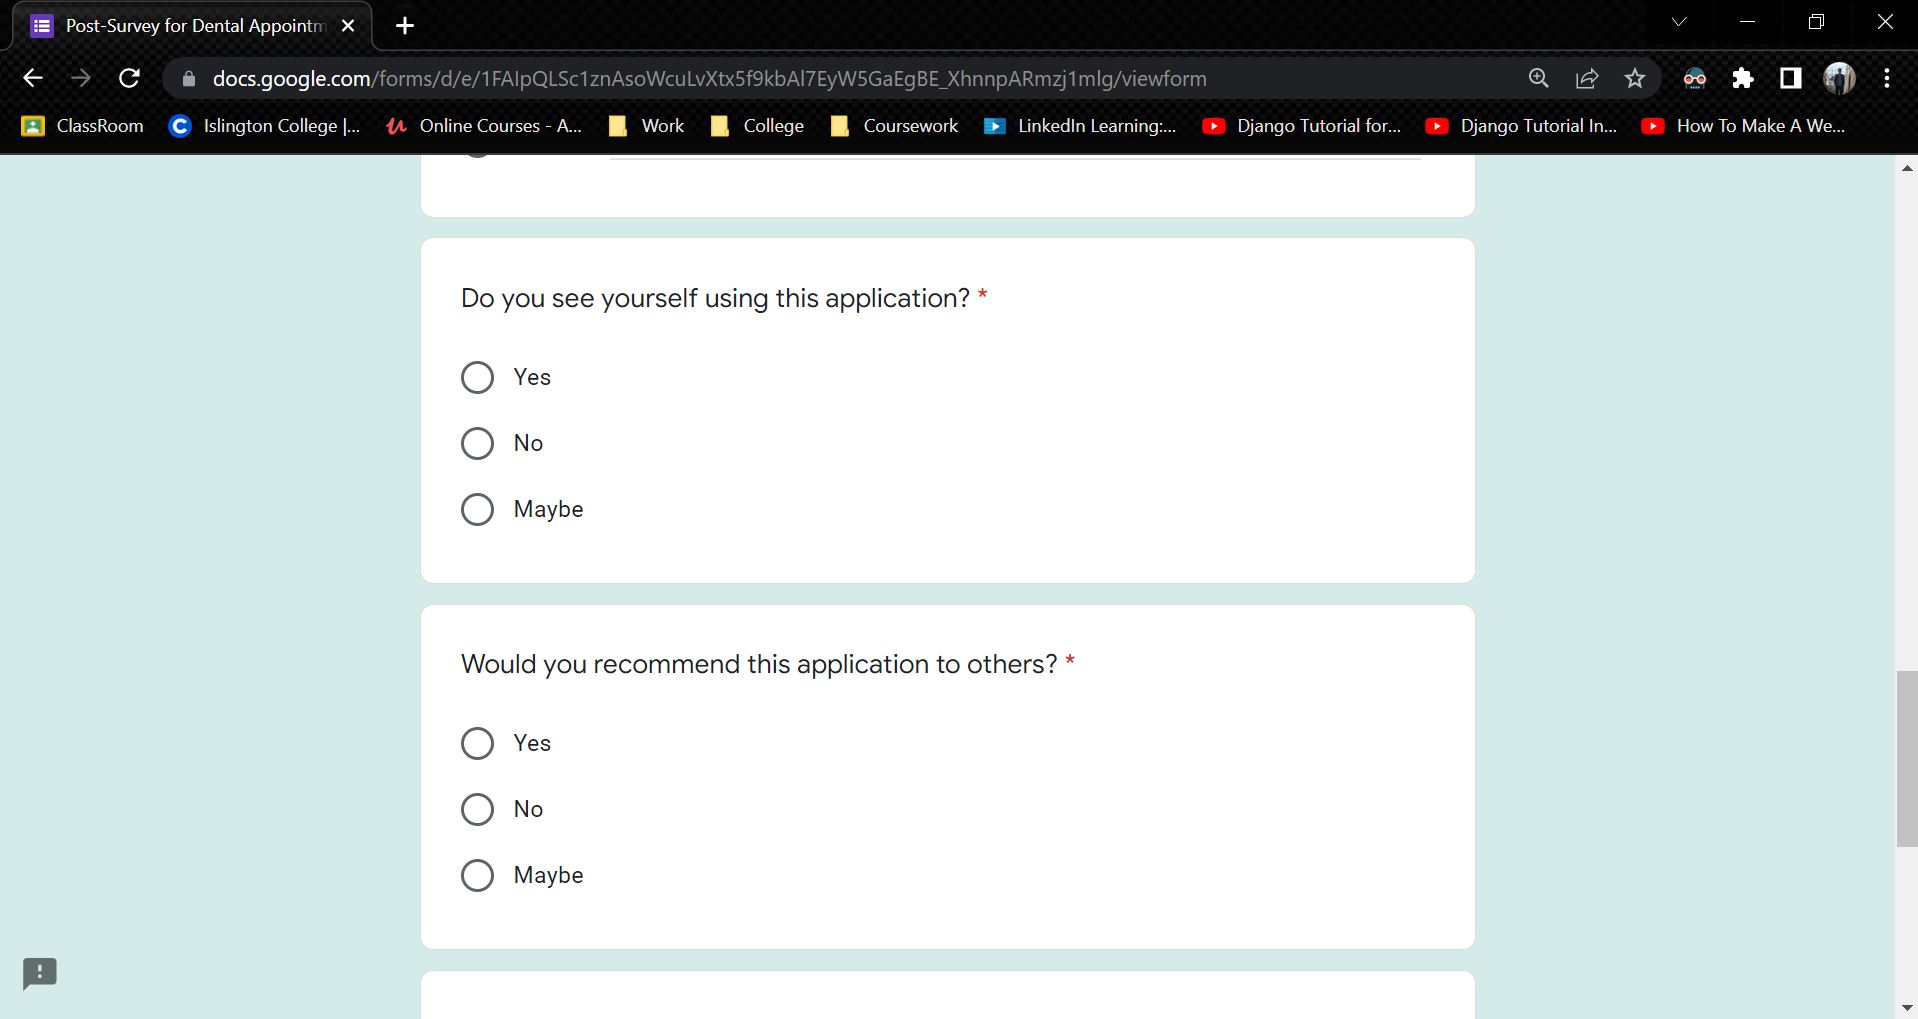 Post-Survey for Dental Appointm
docs.google.com/forms/d/e/1FAIpQLSc1znAsoWcuLvXtx5f9kbAl7EyW5GaEgBE_XhnnpARmzj1mlg/viewform
ClassRoom Islington College |... Online Courses - A... Work College Coursework LinkedIn Learning:... Django Tutorial for... Django Tutorial In... How To Make A We...
Do you see yourself using this application? *
Yes
No
Maybe
Would you recommend this application to others? *
Yes
No
Maybe